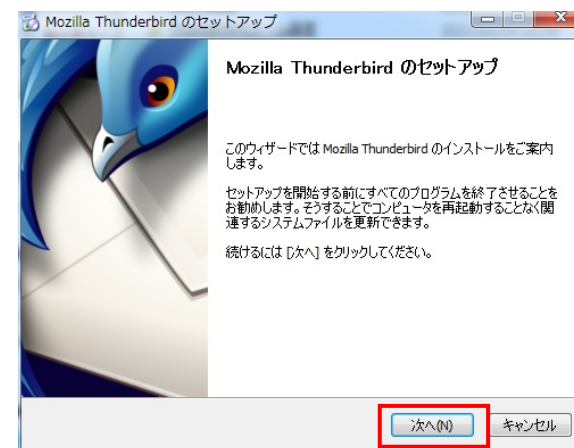 Mozilla Thunderbird のセットアップ
Mozilla Thunderbird のセットアップ
このウィザードでは Mozilla Thunderbird のインストールをご案内
します。
セットアップを開始する前にすべてのプログラムを終了させることを
お勧めします。そうすることでコンピュータを再起動することなく関
連するシステムファイルを更新できます。
続けるには [次へ] をクリックしてください。
次へ(N)
キャンセル